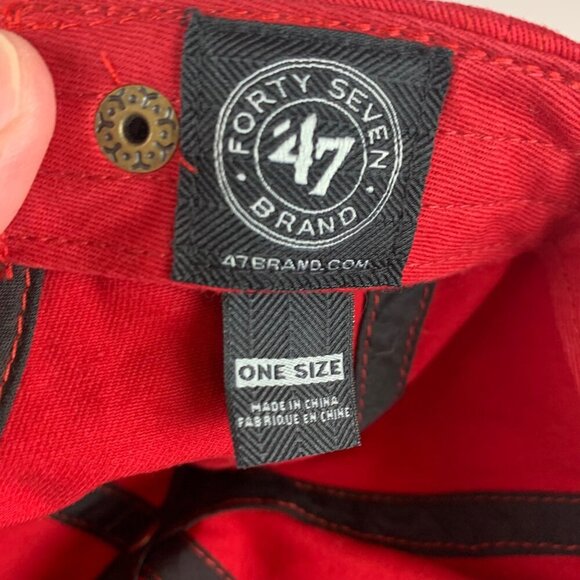 FORTY SEVEN
47
BRAND
47BRAND.COM
ONE SIZE
MADE IN CHINA
FABRIQUE EN CHINE